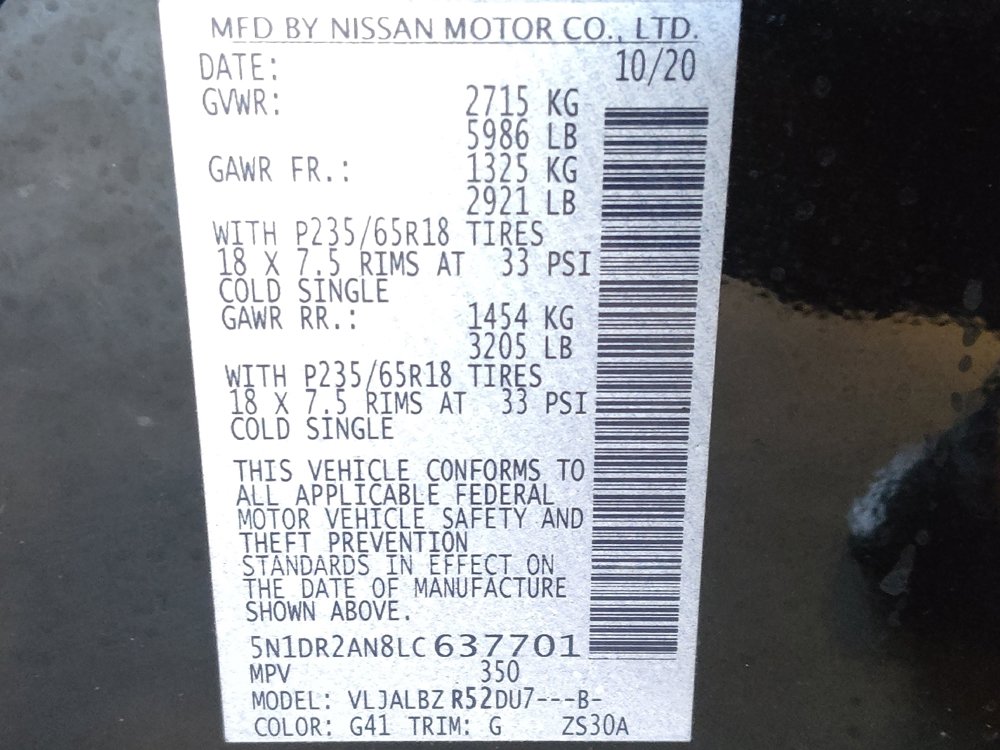 MFD BY NISSAN MOTOR CO., LTD.
DATE: 10/20
GVWR: 2715 KG
5986 LB
GAWR FR.: 1325 KG
2921 LB
WITH P235/65R18 TIRES
18 X 7.5 RIMS AT 33 PSI
COLD SINGLE
GAWR RR.: 1454 KG
3205 LB
WITH P235/65R18 TIRES
18 X 7.5 RIMS AT 33 PSI
COLD SINGLE
THIS VEHICLE CONFORMS TO
ALL APPLICABLE FEDERAL
MOTOR VEHICLE SAFETY AND
THEFT PREVENTION
STANDARDS IN EFFECT ON
THE DATE OF MANUFACTURE
SHOWN ABOVE.
5N1DR2AN8LC637701
MPV 350
MODEL: VLJALBZ R52DU7---B-
COLOR: G41 TRIM: G ZS30A